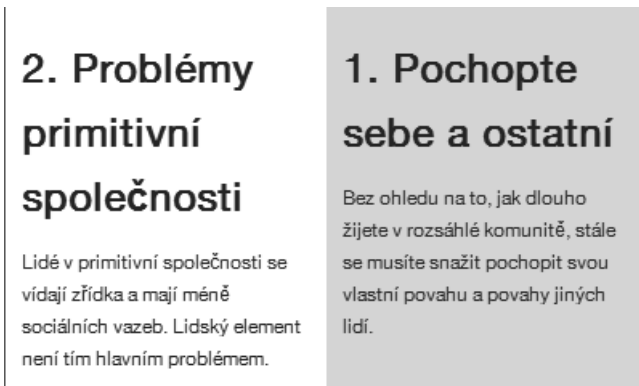 2. Problémy
primitivní
společnosti
Lidé v primitivní společnosti se
vídají zřídka a mají méně
sociálních vazeb. Lidský element
není tím hlavním problémem.
1. Pochopte
sebe a ostatní
Bez ohledu na to, jak dlouho
žijete v rozsáhlé komunitě, stále
se musíte snažit pochopit svou
vlastní povahu a povahy jiných
lidí.